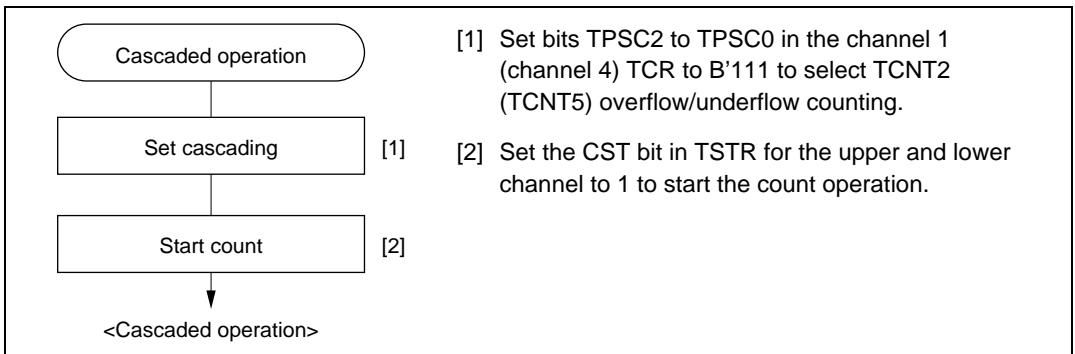 Cascaded operation
Set cascading
[1]
Start count
[2]
<Cascaded operation>
[1] Set bits TPSC2 to TPSC0 in the channel 1
(channel 4) TCR to B'111 to select TCNT2
(TCNT5) overflow/underflow counting.
[2] Set the CST bit in TSTR for the upper and lower
channel to 1 to start the count operation.